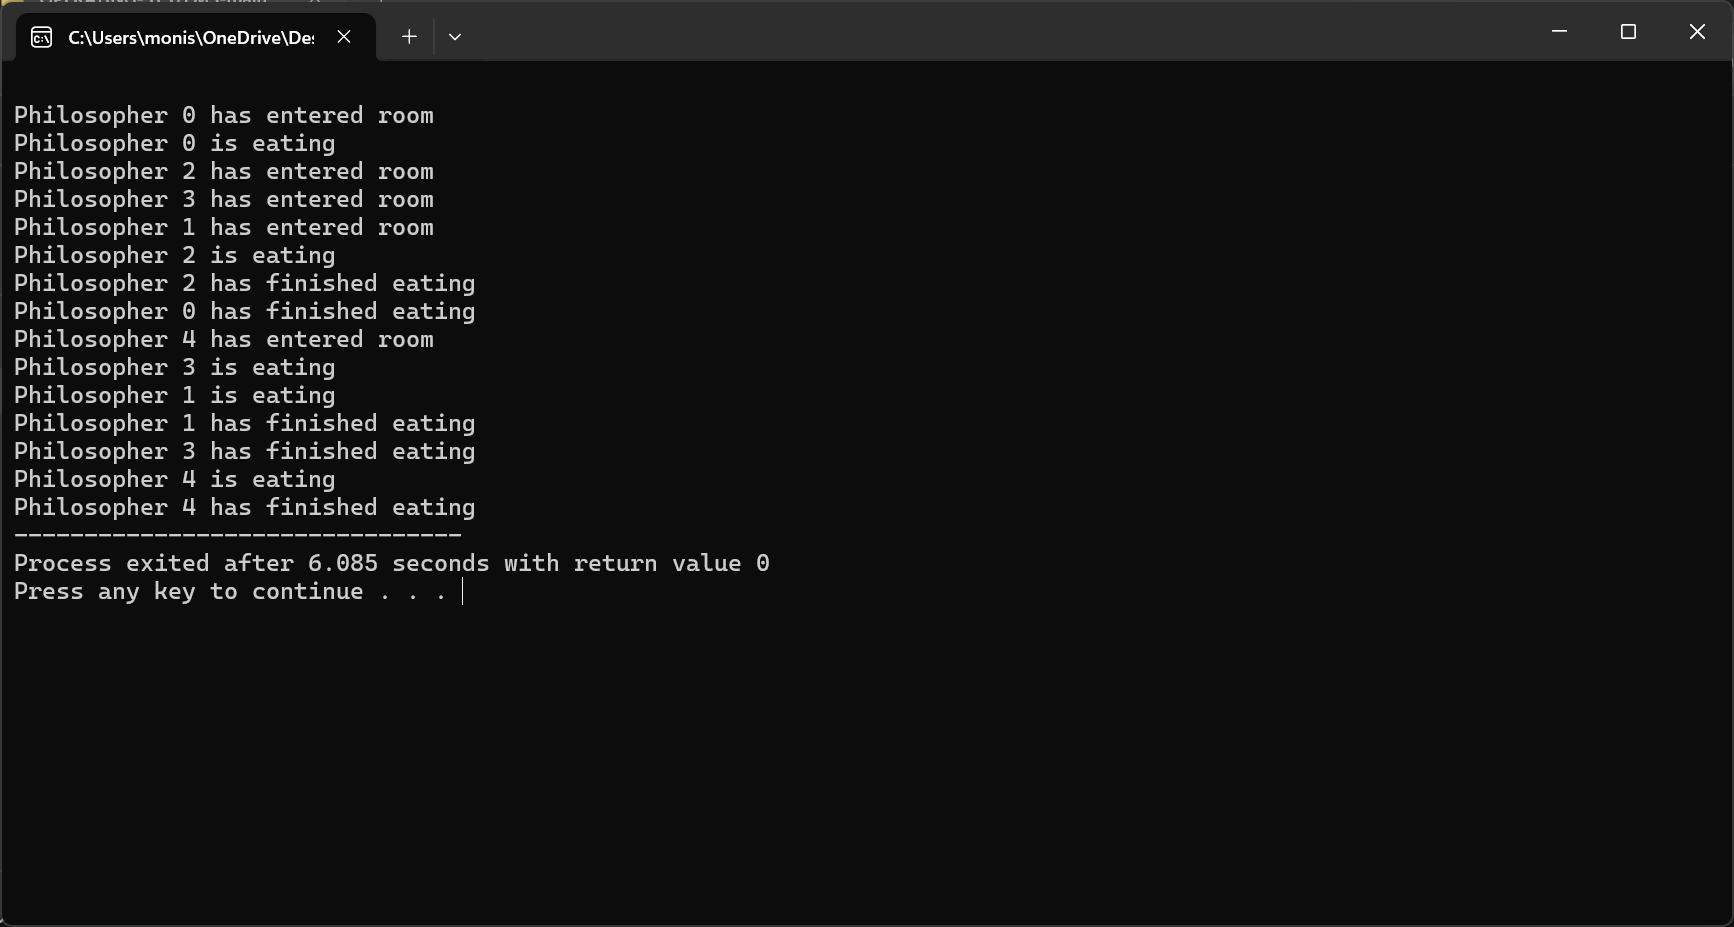 C:\Users\monis\OneDrive\Des
Philosopher 0 has entered room
Philosopher 0 is eating
Philosopher 2 has entered room
Philosopher 3 has entered room
Philosopher 1 has entered room
Philosopher 2 is eating
Philosopher 2 has finished eating
Philosopher 0 has finished eating
Philosopher 4 has entered room
Philosopher 3 is eating
Philosopher 1 is eating
Philosopher 1 has finished eating
Philosopher 3 has finished eating
Philosopher 4 is eating
Philosopher 4 has finished eating
--------------------------------
Process exited after 6.085 seconds with return value 0
Press any key to continue . . .